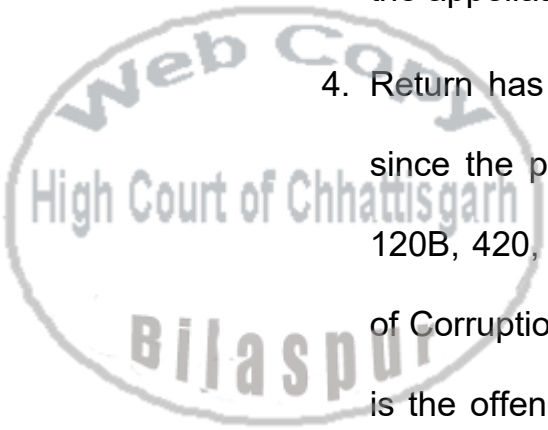 the appella
4. Return has
since the p
120B, 420,
of Corruptio
is the offen
Web Copy
High Court of Chhattisgarh
Bilaspur